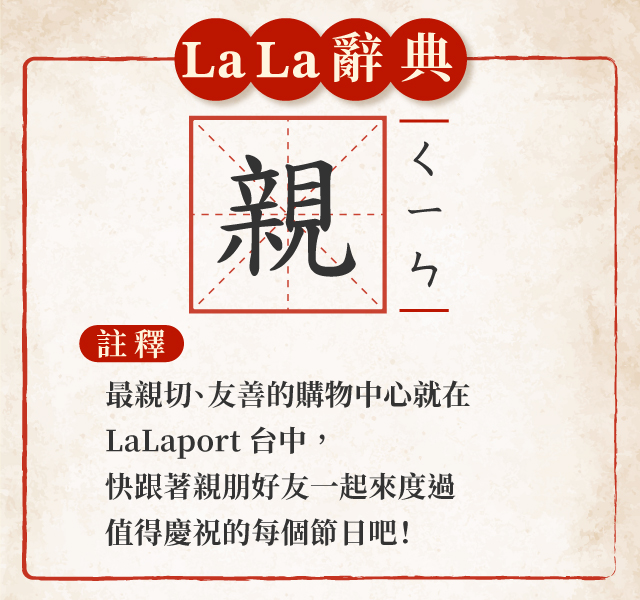 LaLa辭典
親
ㄑㄧㄣ
註釋
最親切、友善的購物中心就在
LaLaport 台中，
快跟著親朋好友一起來度過
值得慶祝的每個節日吧！